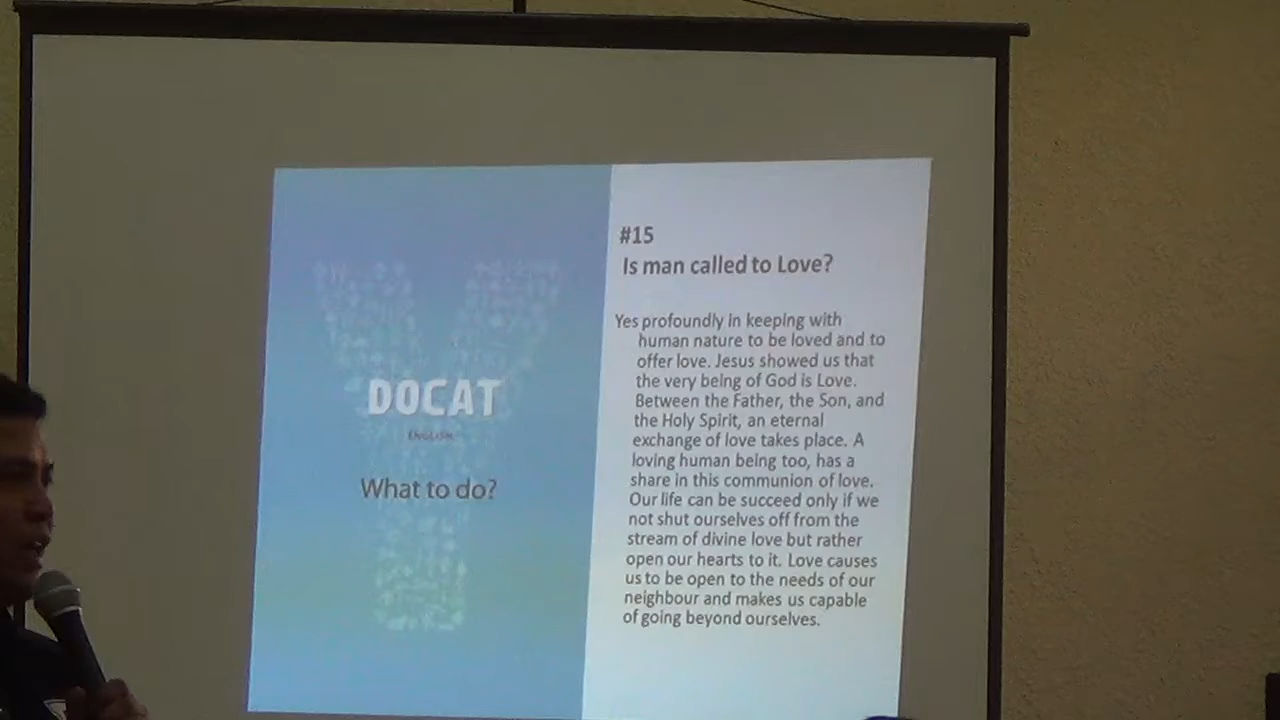 DOCAT
What to do?
#15
Is man called to Love?
Yes profoundly in keeping with
human nature to be loved and to
offer love. Jesus showed us that
the very being of God is Love.
Between the Father, the Son, and
the Holy Spirit, an eternal
exchange of love takes place. A
loving human being too, has a
share in this communion of love.
Our life can be succeed only if we
not shut ourselves off from the
stream of divine love but rather
open our hearts to it. Love causes
us to be open to the needs of our
neighbour and makes us capable
of going beyond ourselves.